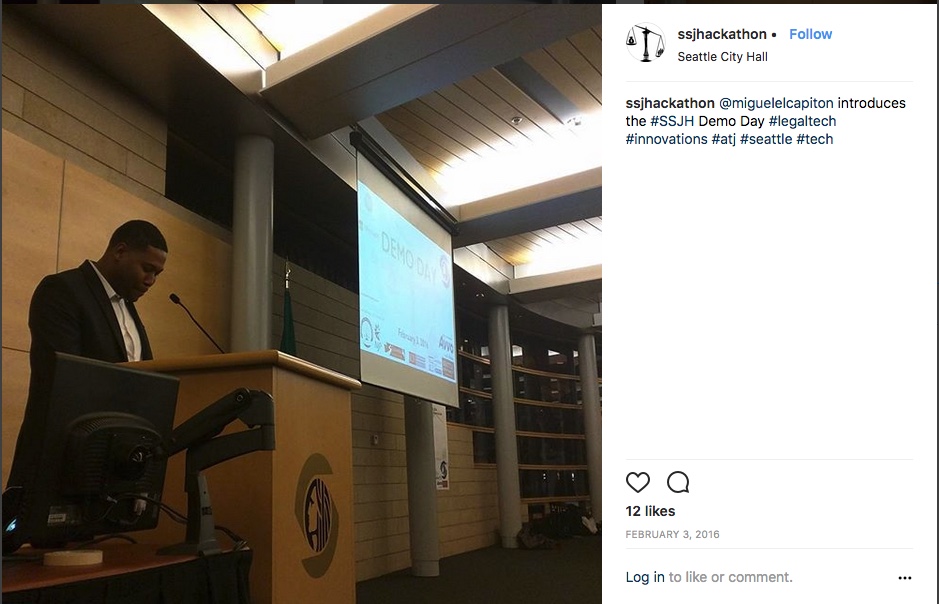 ssjhackathon • Follow
Seattle City Hall
ssjhackathon @miguelelcapiton introduces
the #SSJH Demo Day #legaltech
#innovations #atj #seattle #tech
DEMO DAY
February 3, 2016
Avvo
12 likes
FEBRUARY 3, 2016
Log in to like or comment.